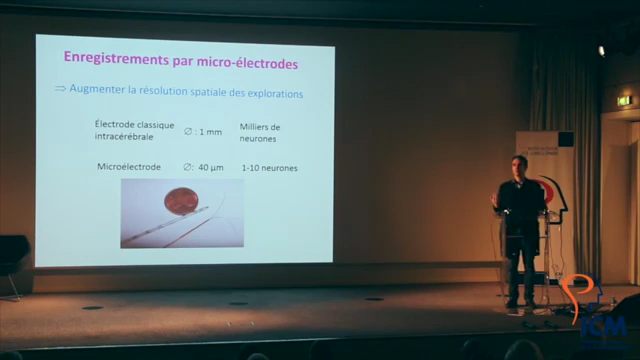 Enregistrements par micro-électrodes
⇒ Augmenter la résolution spatiale des explorations
Électrode classique intracérébrale ∅ : 1 mm Milliers de neurones
Microélectrode ∅: 40 µm 1-10 neurones
ICM